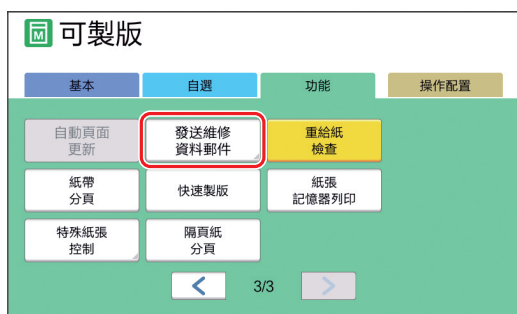 M 可製版
基本 自選 功能 操作配置
自動頁面 發送維修 重給紙
更新 資料郵件 檢查
紙帶 快速製版 紙張
分頁 記憶器列印
特殊紙張 隔頁紙
控制 分頁
< 3/3 >